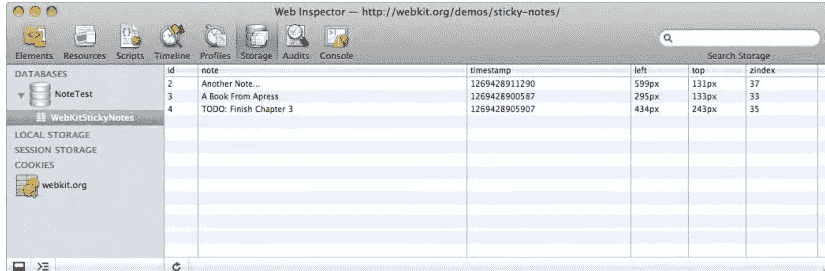 Web Inspector — http://webkit.org/demos/sticky-notes/
Elements Resources Scripts Timeline Profiles Storage Audits Console Search Storage
DATABASES
NoteTest
WebKitStickyNotes
LOCAL STORAGE
SESSION STORAGE
COOKIES
webkit.org
id note timestamp left top zindex
2 Another Note... 1269428911290 599px 131px 37
3 A Book From Apress 1269428900587 295px 133px 33
4 TODO: Finish Chapter 3 1269428905907 434px 243px 35